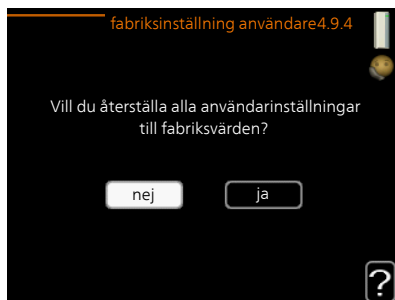 fabriksinställning användare4.9.4
Vill du återställa alla användarinställningar
till fabriksvärden?
nej ja
?